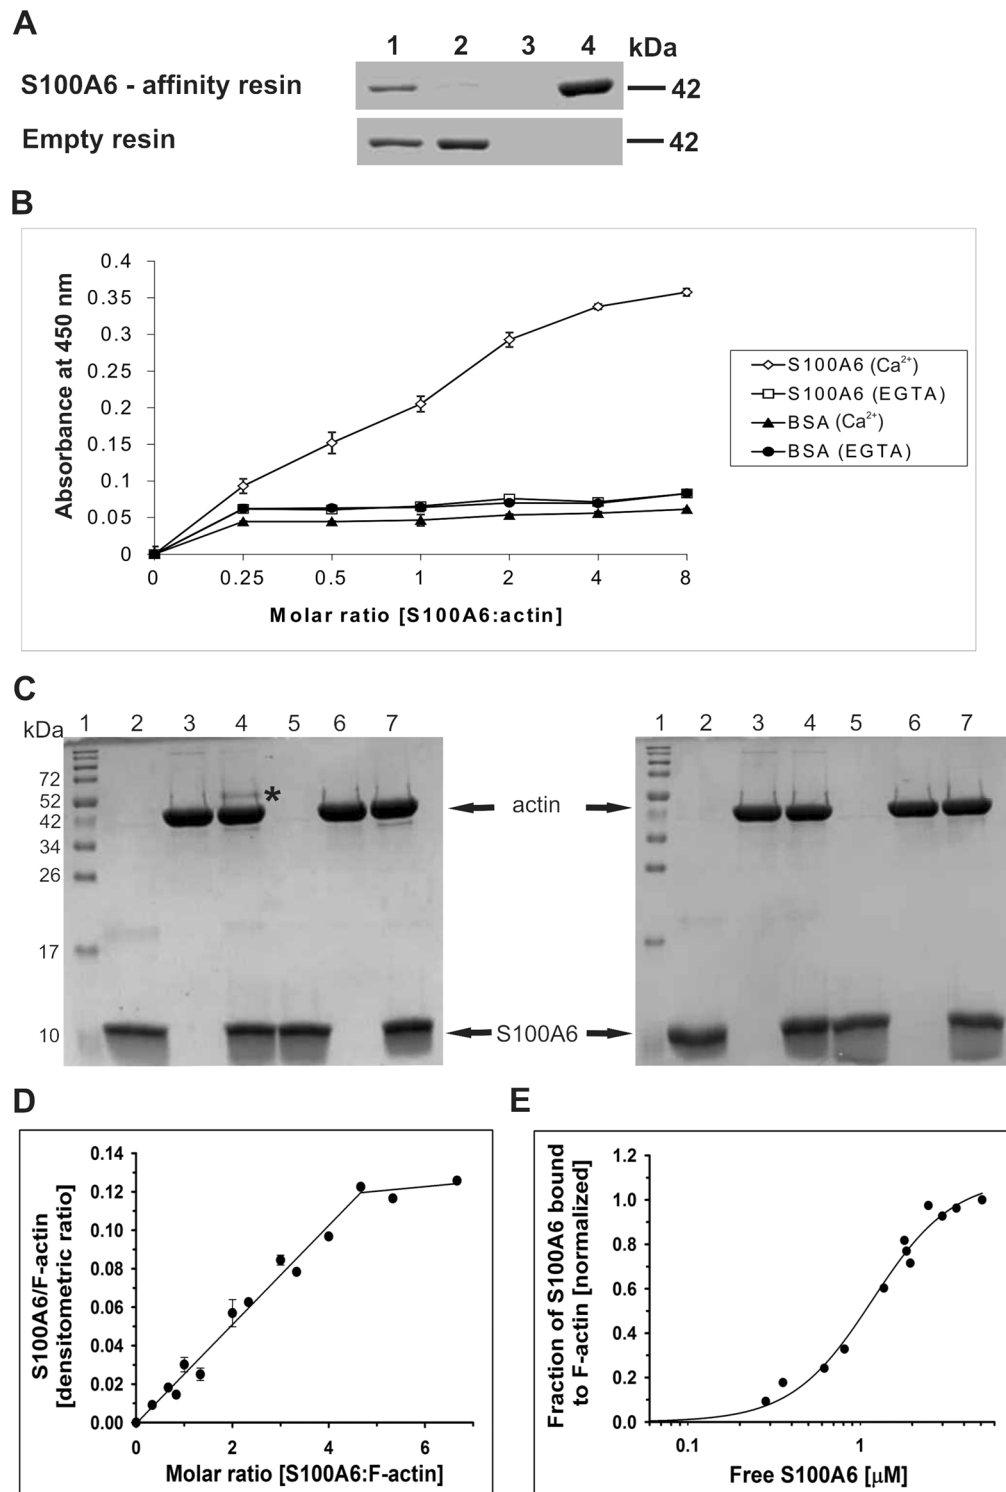 A
1 2 3 4 kDa
S100A6 - affinity resin 42
Empty resin 42
B
Absorbance at 450 nm
0.4
0.35
0.3
0.25
0.2
0.15
0.1
0.05
0
0 0.25 0.5 1 2 4 8
Molar ratio [S100A6:actin]
S100A6 (Ca²⁺)
S100A6 (EGTA)
BSA (Ca²⁺)
BSA (EGTA)
C
kDa 1 2 3 4 5 6 7
72
52
42
34
26
17
10
*
actin
S100A6
1 2 3 4 5 6 7
D
S100A6/F-actin
[densitometric ratio]
0.14
0.12
0.10
0.08
0.06
0.04
0.02
0.00
0 2 4 6
Molar ratio [S100A6:F-actin]
E
Fraction of S100A6 bound
to F-actin [normalized]
1.2
1.0
0.8
0.6
0.4
0.2
0.0
0.1 1
Free S100A6 [µM]